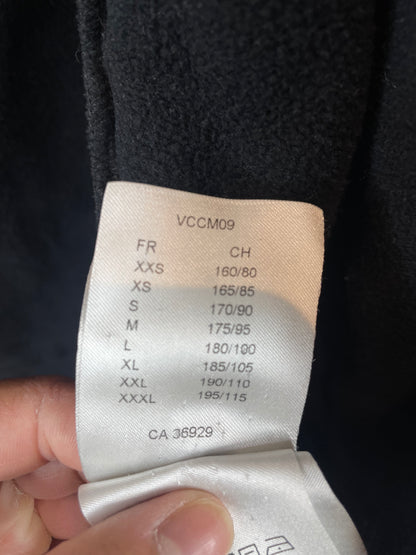 VCCM09
FR CH
XXS 160/80
XS 165/85
S 170/90
M 175/95
L 180/100
XL 185/105
XXL 190/110
XXXL 195/115
CA 36929